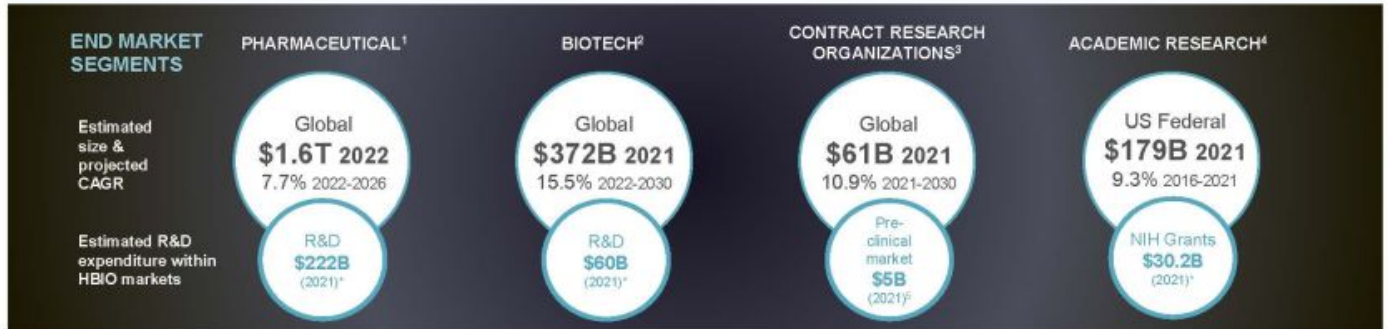 END MARKET
SEGMENTS
PHARMACEUTICAL¹
BIOTECH²
CONTRACT RESEARCH
ORGANIZATIONS³
ACADEMIC RESEARCH⁴
Estimated
size &
projected
CAGR
Global
$1.6T 2022
7.7% 2022-2026
Global
$372B 2021
15.5% 2022-2030
Global
$61B 2021
10.9% 2021-2030
US Federal
$179B 2021
9.3% 2016-2021
Estimated R&D
expenditure within
HBIO markets
R&D
$222B
(2021)*
R&D
$60B
(2021)*
Pre-
clinical
market
$5B
(2021)⁵
NIH Grants
$30.2B
(2021)*